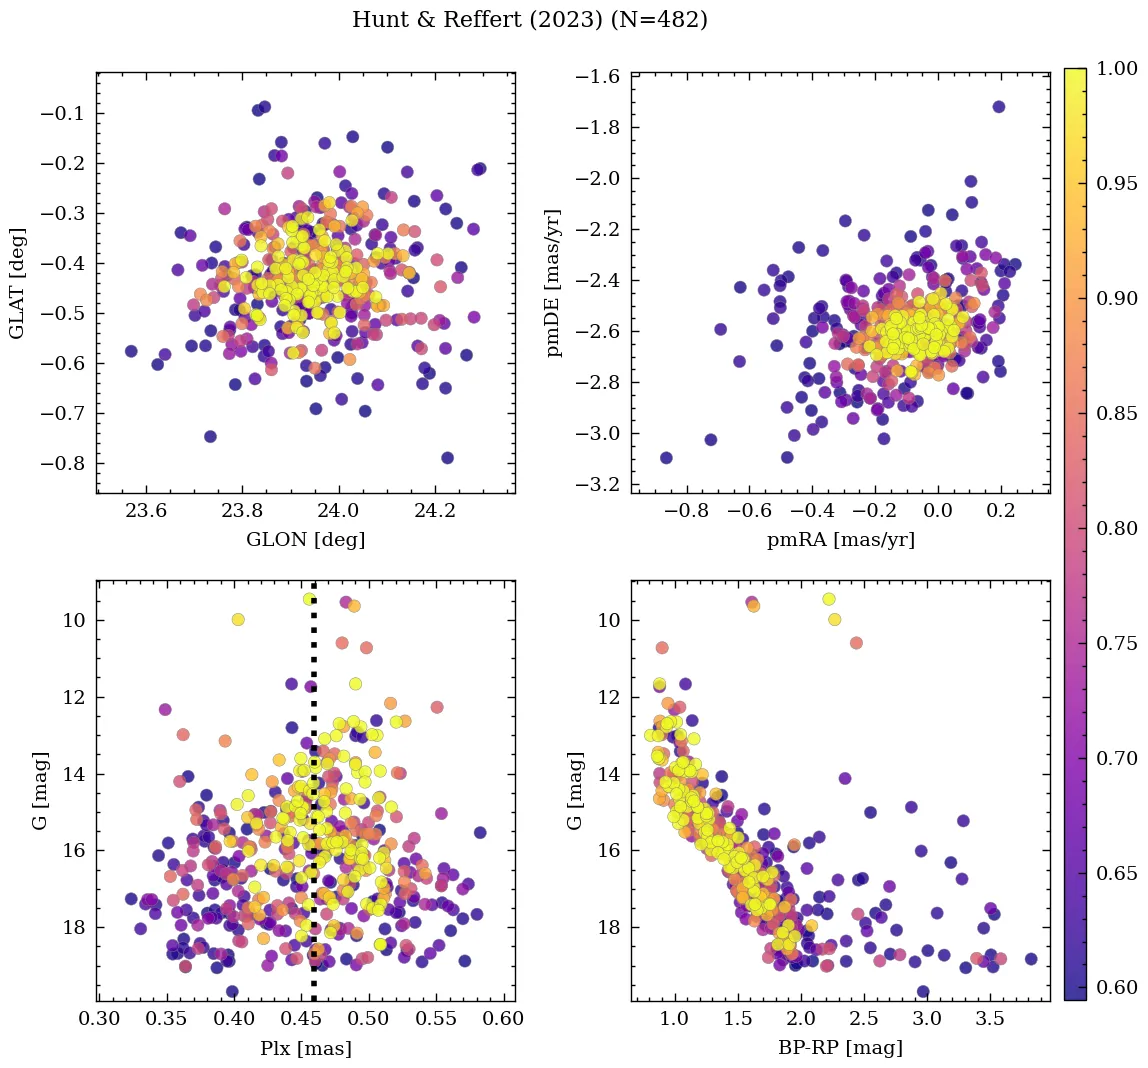 Hunt & Reffert (2023) (N=482)
−0.1
−0.2
−0.3
−0.4
−0.5
−0.6
−0.7
−0.8
GLAT [deg]
23.6 23.8 24.0 24.2
GLON [deg]
−1.6
−1.8
−2.0
−2.2
−2.4
−2.6
−2.8
−3.0
−3.2
pmDE [mas/yr]
−0.8 −0.6 −0.4 −0.2 0.0 0.2
pmRA [mas/yr]
10
12
14
16
18
G [mag]
0.30 0.35 0.40 0.45 0.50 0.55 0.60
Plx [mas]
10
12
14
16
18
G [mag]
1.0 1.5 2.0 2.5 3.0 3.5
BP-RP [mag]
1.00
0.95
0.90
0.85
0.80
0.75
0.70
0.65
0.60